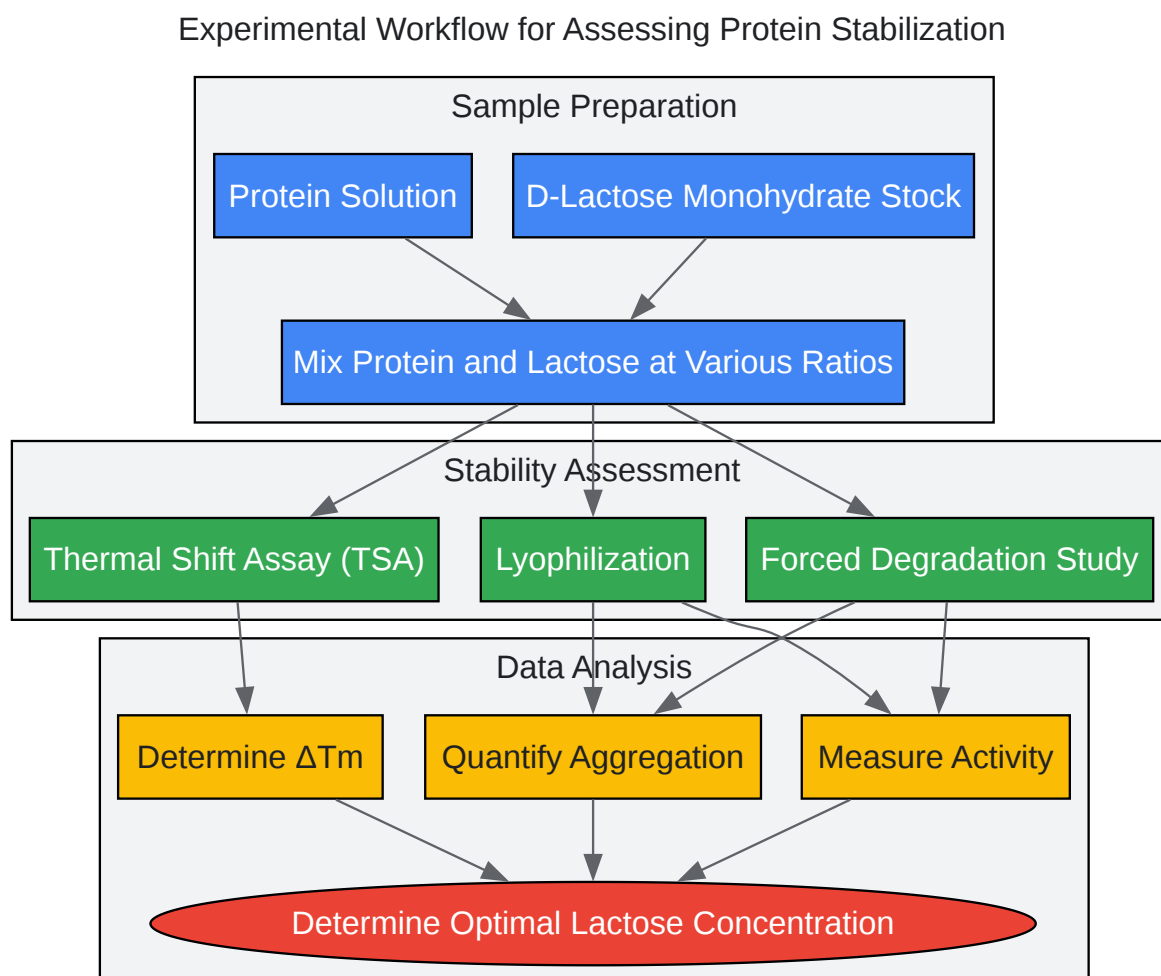 Experimental Workflow for Assessing Protein Stabilization
Sample Preparation
Protein Solution
D-Lactose Monohydrate Stock
Mix Protein and Lactose at Various Ratios
Stability Assessment
Thermal Shift Assay (TSA)
Lyophilization
Forced Degradation Study
Data Analysis
Determine ΔTm
Quantify Aggregation
Measure Activity
Determine Optimal Lactose Concentration